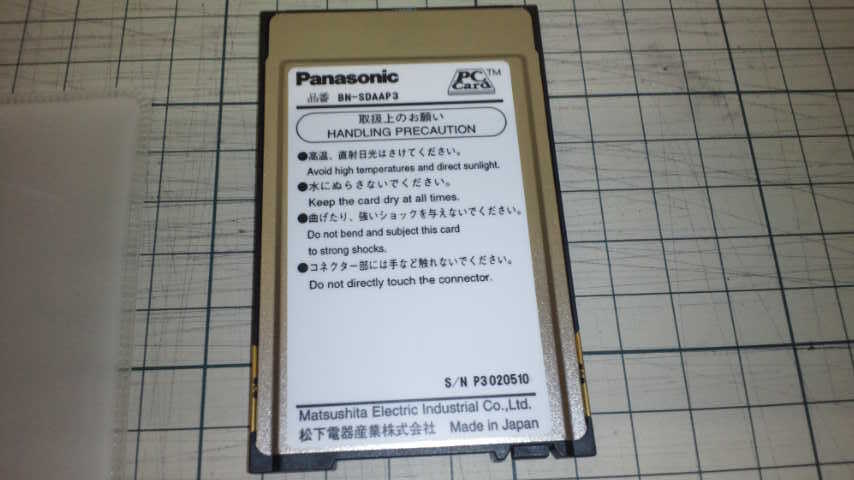 Panasonic
PC Card TM
品番 BN-SDAAP3
取扱上のお願い
HANDLING PRECAUTION
●高温、直射日光はさけてください。
Avoid high temperatures and direct sunlight.
●水にぬらさないでください。
Keep the card dry at all times.
●曲げたり、強いショックを与えないでください。
Do not bend and subject this card
to strong shocks.
●コネクター部には手など触れないでください。
Do not directly touch the connector.
S/N P3020510
Matsushita Electric Industrial Co.,Ltd.
松下電器産業株式会社 Made in Japan